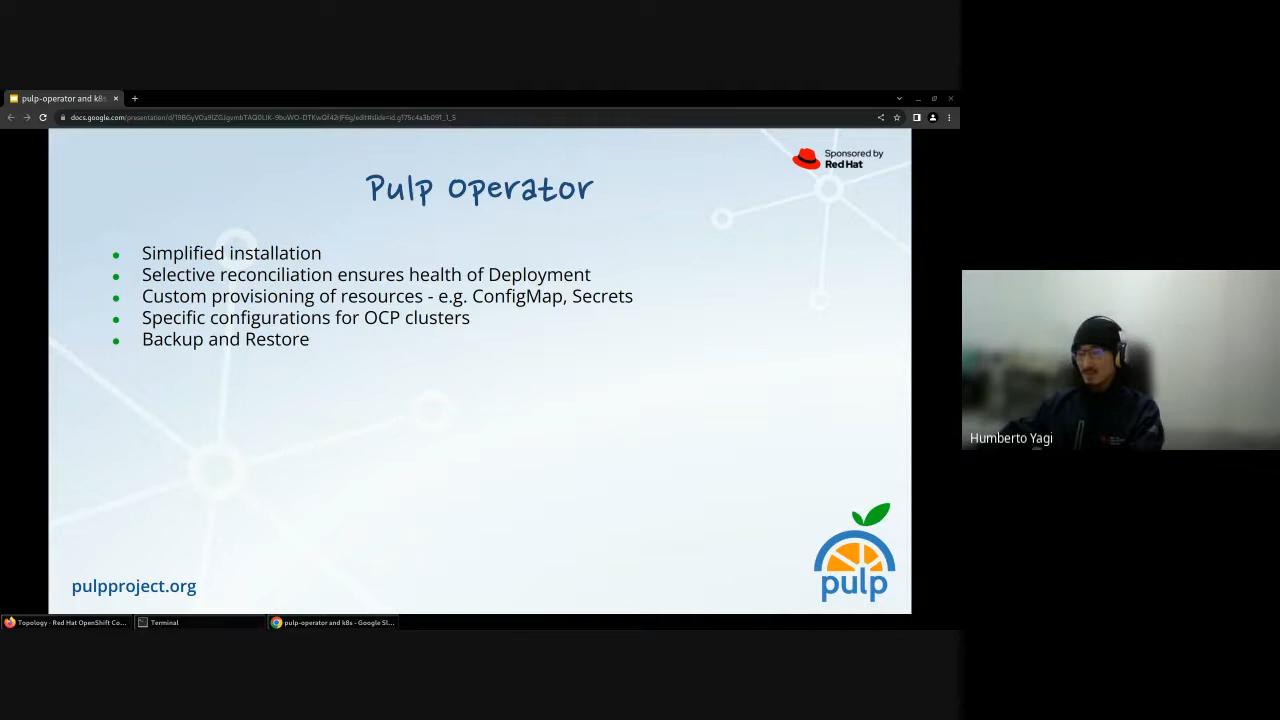 pulp-operator and k8s
Sponsored by
Red Hat
Pulp Operator
Simplified installation
Selective reconciliation ensures health of Deployment
Custom provisioning of resources - e.g. ConfigMap, Secrets
Specific configurations for OCP clusters
Backup and Restore
Humberto Yagi
pulp
pulpproject.org
Topology - Red Hat OpenShift Co...
Terminal
pulp-operator and k8s - Google Sl...